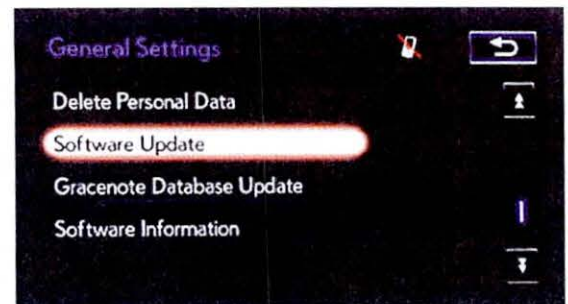 General Settings
Delete Personal Data
Software Update
Gracenote Database Update
Software Information